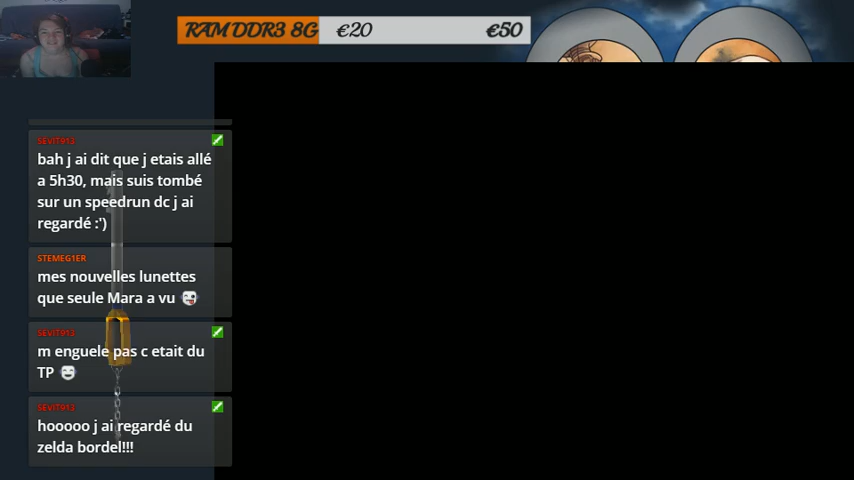 RAM DDR3 8G €20 €50
SEVIT913
bah j ai dit que j etais allé
a 5h30, mais suis tombé
sur un speedrun dc j ai
regardé :')
STEMEG1ER
mes nouvelles lunettes
que seule Mara a vu
SEVIT913
m enguele pas c etait du
TP
SEVIT913
hooooo j ai regardé du
zelda bordel!!!